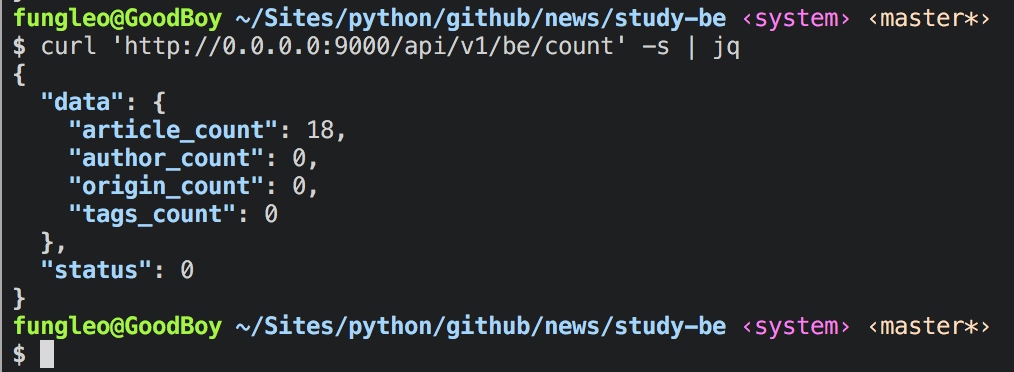 }
fungleo@GoodBoy ~/Sites/python/github/news/study-be ‹system› ‹master*›
$ curl 'http://0.0.0.0:9000/api/v1/be/count' -s | jq
{
  "data": {
    "article_count": 18,
    "author_count": 0,
    "origin_count": 0,
    "tags_count": 0
  },
  "status": 0
}
fungleo@GoodBoy ~/Sites/python/github/news/study-be ‹system› ‹master*›
$